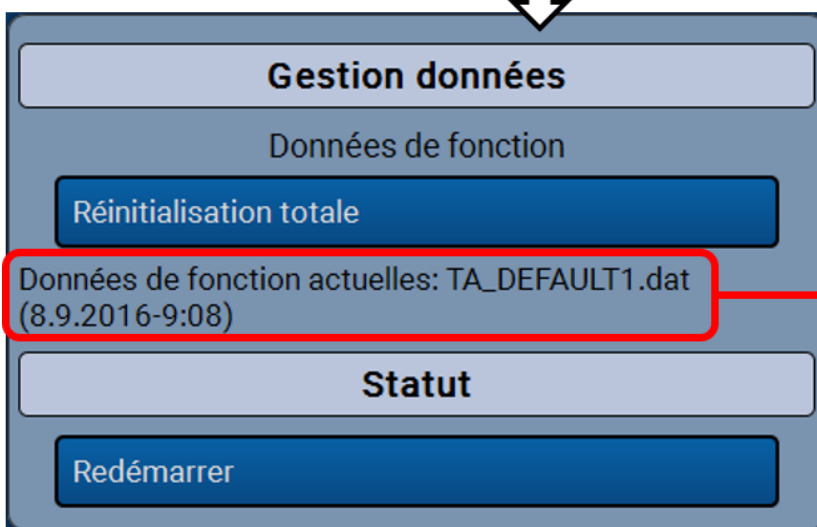 Gestion données
Données de fonction
Réinitialisation totale
Données de fonction actuelles: TA_DEFAULT1.dat
(8.9.2016-9:08)
Statut
Redémarrer